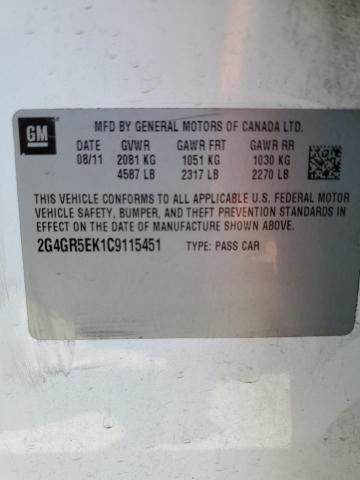 GM
MFD BY GENERAL MOTORS OF CANADA LTD.
DATE GVWR GAWR FRT GAWR RR
08/11 2081 KG 1051 KG 1030 KG
4587 LB 2317 LB 2270 LB
THIS VEHICLE CONFORMS TO ALL APPLICABLE U.S. FEDERAL MOTOR
VEHICLE SAFETY, BUMPER, AND THEFT PREVENTION STANDARDS IN
EFFECT ON THE DATE OF MANUFACTURE SHOWN ABOVE.
2G4GR5EK1C9115451 TYPE: PASS CAR